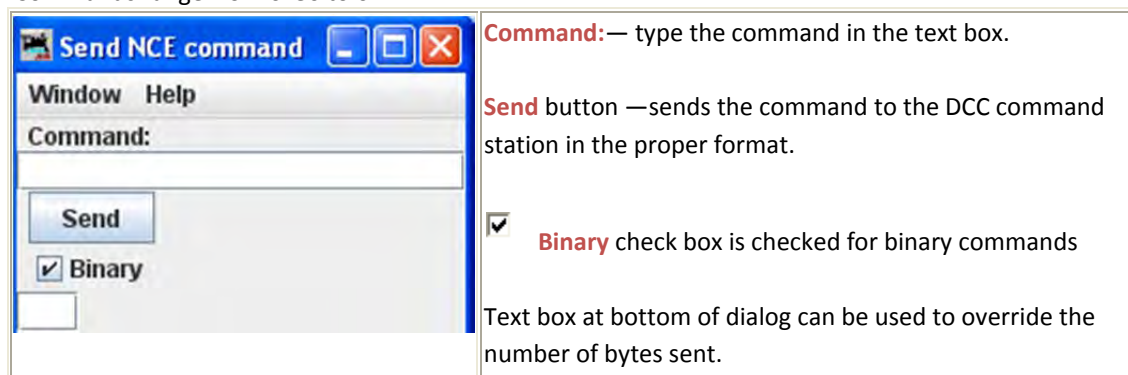 Send NCE command
Window Help
Command:
Send
Binary
Command:— type the command in the text box.
Send button —sends the command to the DCC command
station in the proper format.
Binary check box is checked for binary commands
Text box at bottom of dialog can be used to override the
number of bytes sent.